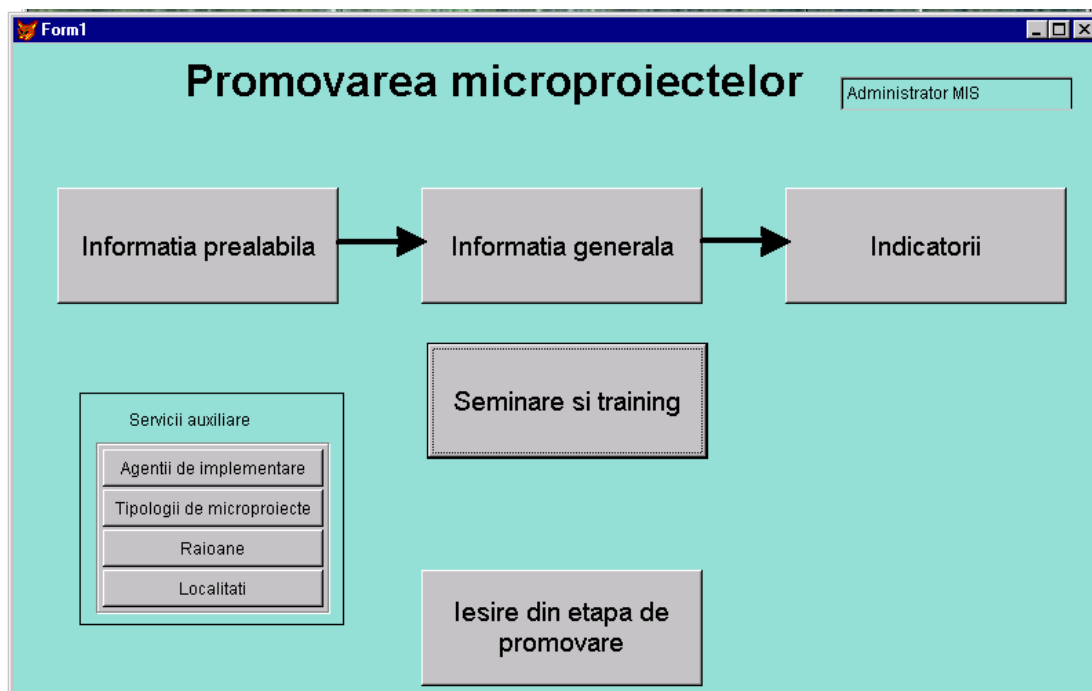 Form1
Promovarea microproiectelor
Administrator MIS
Informatia prealabila
Informatia generala
Indicatorii
Seminare si training
Servicii auxiliare
Agentii de implementare
Tipologii de microproiecte
Raioane
Localitati
Iesire din etapa de
promovare